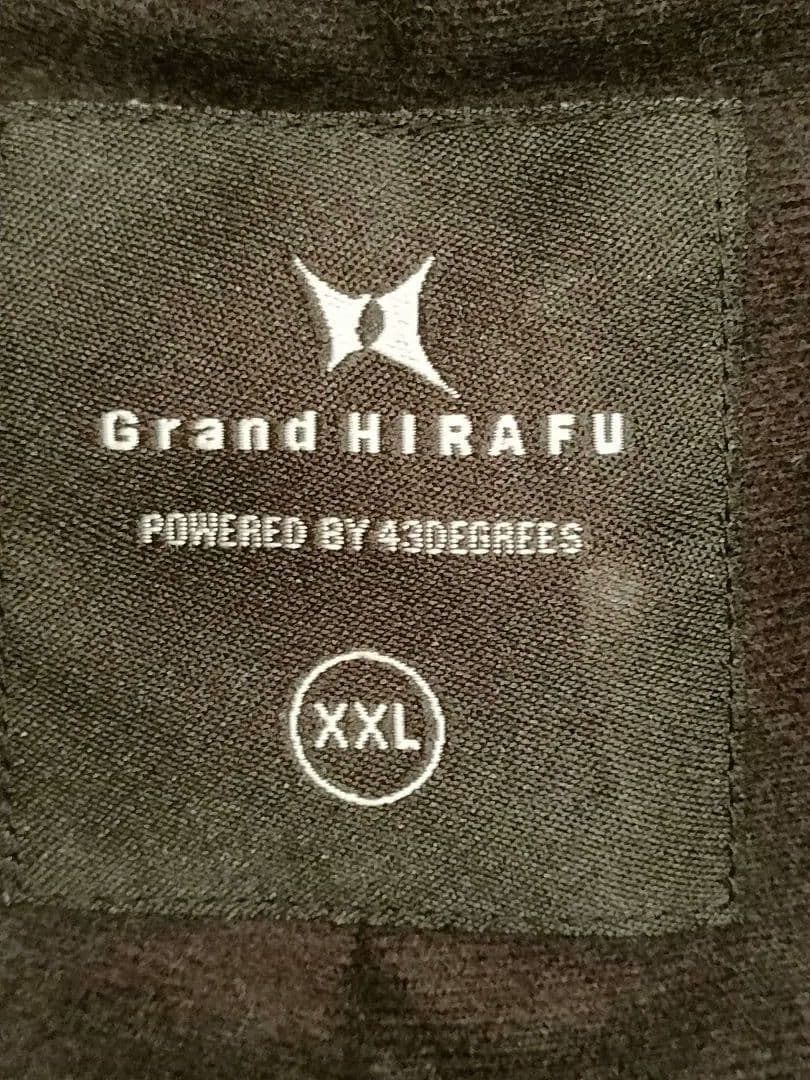 Grand HIRAFU
POWERED BY 43DEGREES
XXL